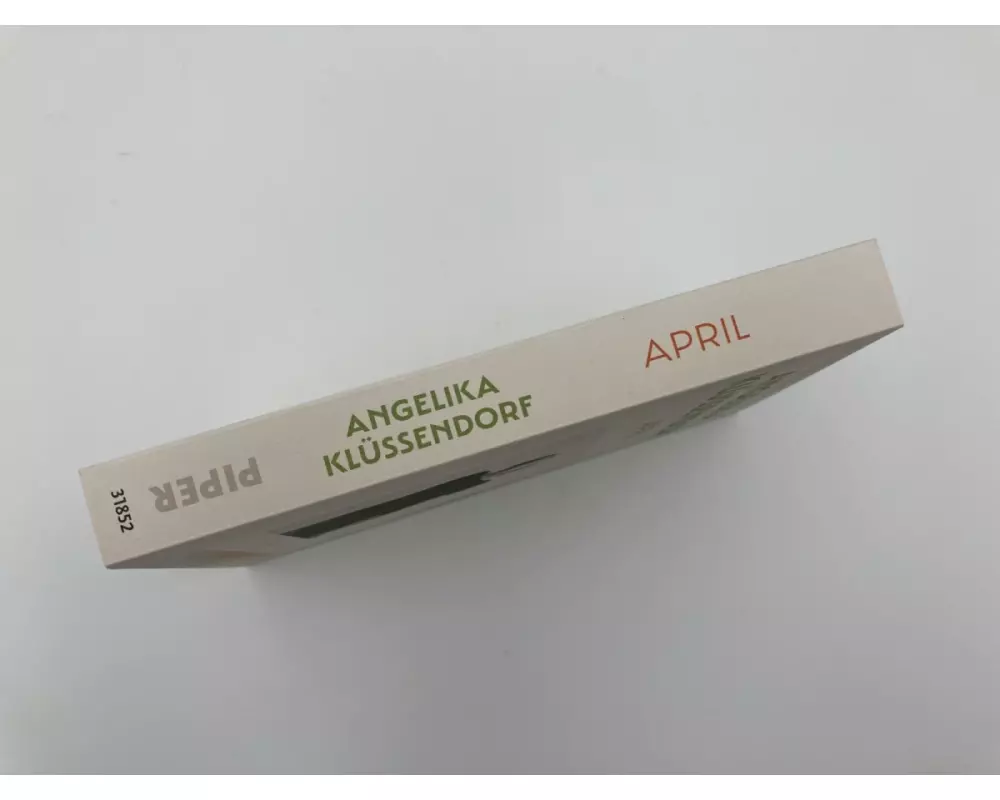 ANGELIKA
KLÜSSENDORF
APRIL
PIPER
31852